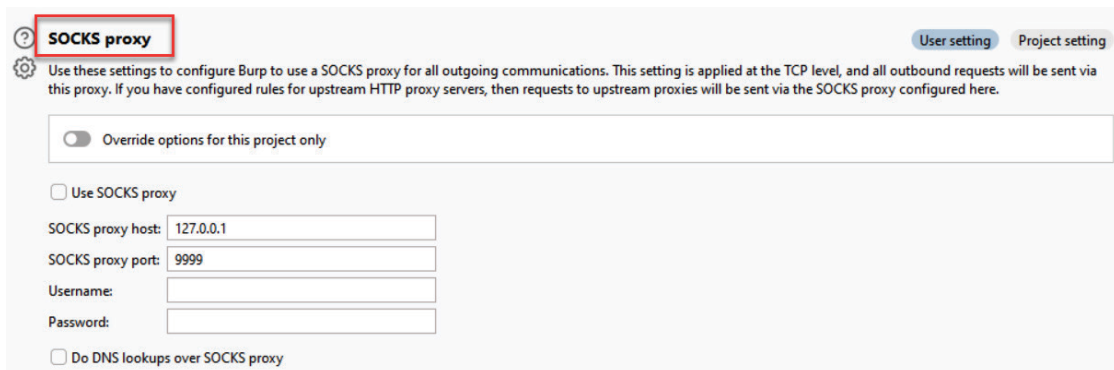 SOCKS proxy
User setting
Project setting
Use these settings to configure Burp to use a SOCKS proxy for all outgoing communications. This setting is applied at the TCP level, and all outbound requests will be sent via
this proxy. If you have configured rules for upstream HTTP proxy servers, then requests to upstream proxies will be sent via the SOCKS proxy configured here.
Override options for this project only
Use SOCKS proxy
SOCKS proxy host: 127.0.0.1
SOCKS proxy port: 9999
Username:
Password:
Do DNS lookups over SOCKS proxy